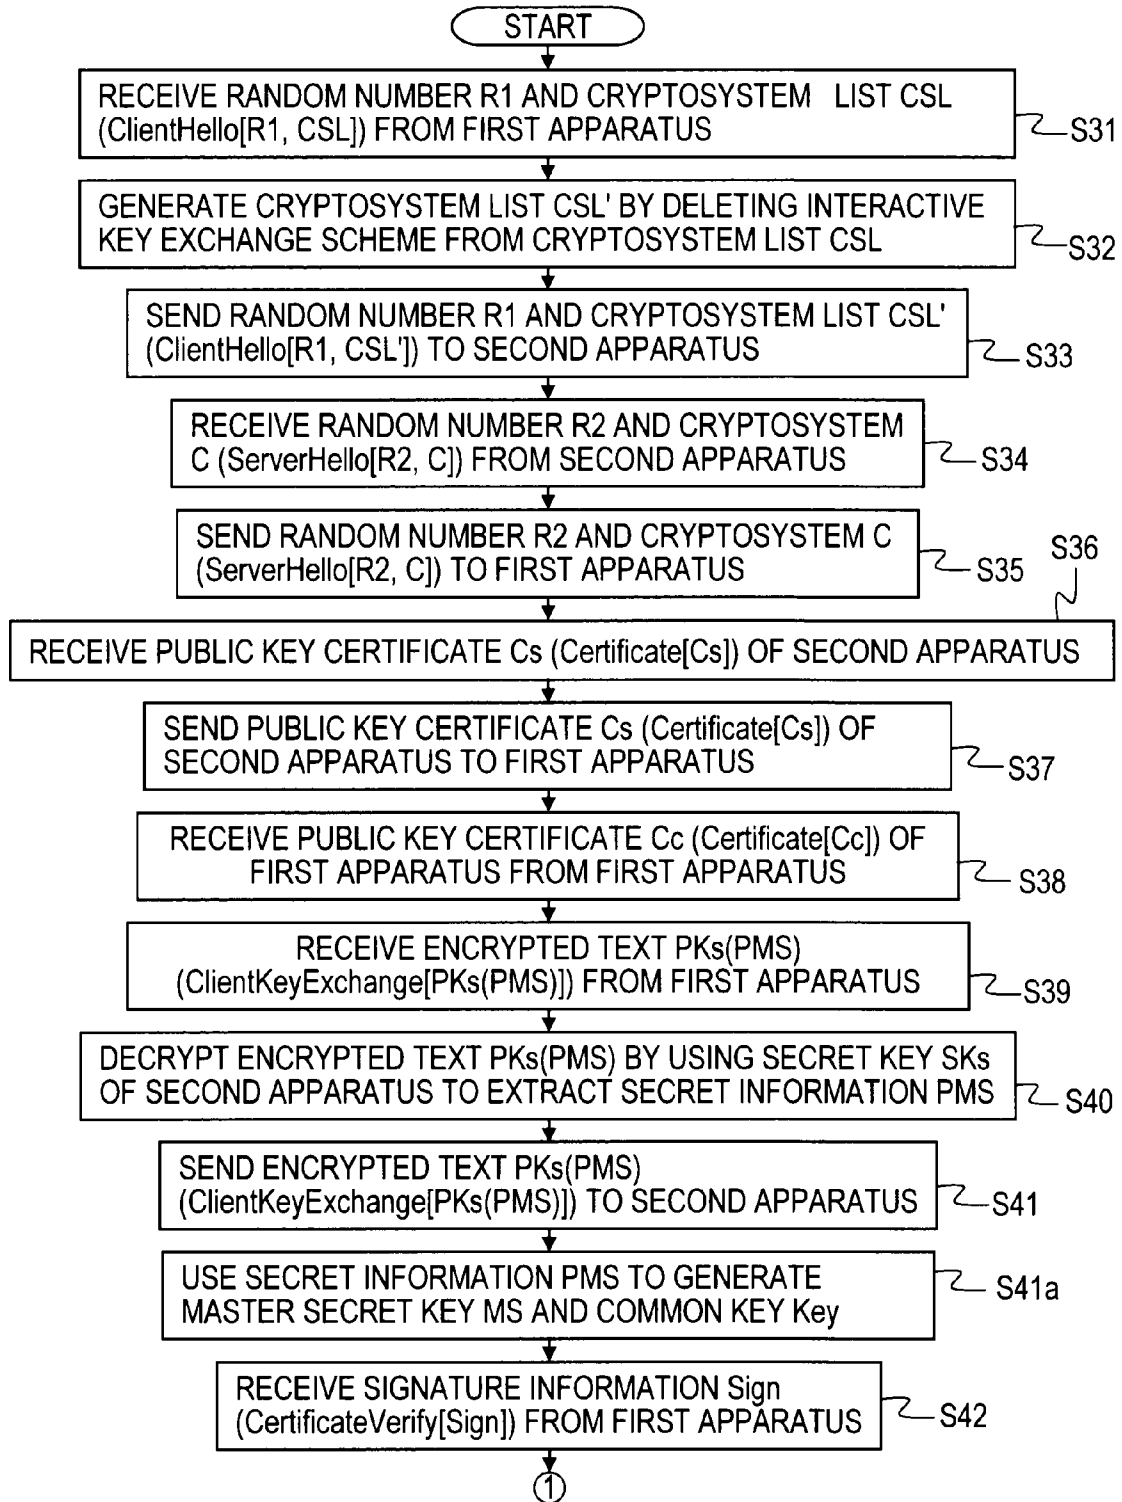 START
RECEIVE RANDOM NUMBER R1 AND CRYPTOSYSTEM LIST CSL
(ClientHello[R1, CSL]) FROM FIRST APPARATUS
S31
GENERATE CRYPTOSYSTEM LIST CSL' BY DELETING INTERACTIVE
KEY EXCHANGE SCHEME FROM CRYPTOSYSTEM LIST CSL
S32
SEND RANDOM NUMBER R1 AND CRYPTOSYSTEM LIST CSL'
(ClientHello[R1, CSL']) TO SECOND APPARATUS
S33
RECEIVE RANDOM NUMBER R2 AND CRYPTOSYSTEM
C (ServerHello[R2, C]) FROM SECOND APPARATUS
S34
SEND RANDOM NUMBER R2 AND CRYPTOSYSTEM C
(ServerHello[R2, C]) TO FIRST APPARATUS
S35
S36
RECEIVE PUBLIC KEY CERTIFICATE Cs (Certificate[Cs]) OF SECOND APPARATUS
SEND PUBLIC KEY CERTIFICATE Cs (Certificate[Cs]) OF
SECOND APPARATUS TO FIRST APPARATUS
S37
RECEIVE PUBLIC KEY CERTIFICATE Cc (Certificate[Cc]) OF
FIRST APPARATUS FROM FIRST APPARATUS
S38
RECEIVE ENCRYPTED TEXT PKs(PMS)
(ClientKeyExchange[PKs(PMS)]) FROM FIRST APPARATUS
S39
DECRYPT ENCRYPTED TEXT PKs(PMS) BY USING SECRET KEY SKs
OF SECOND APPARATUS TO EXTRACT SECRET INFORMATION PMS
S40
SEND ENCRYPTED TEXT PKs(PMS)
(ClientKeyExchange[PKs(PMS)]) TO SECOND APPARATUS
S41
USE SECRET INFORMATION PMS TO GENERATE
MASTER SECRET KEY MS AND COMMON KEY Key
S41a
RECEIVE SIGNATURE INFORMATION Sign
(CertificateVerify[Sign]) FROM FIRST APPARATUS
S42
1